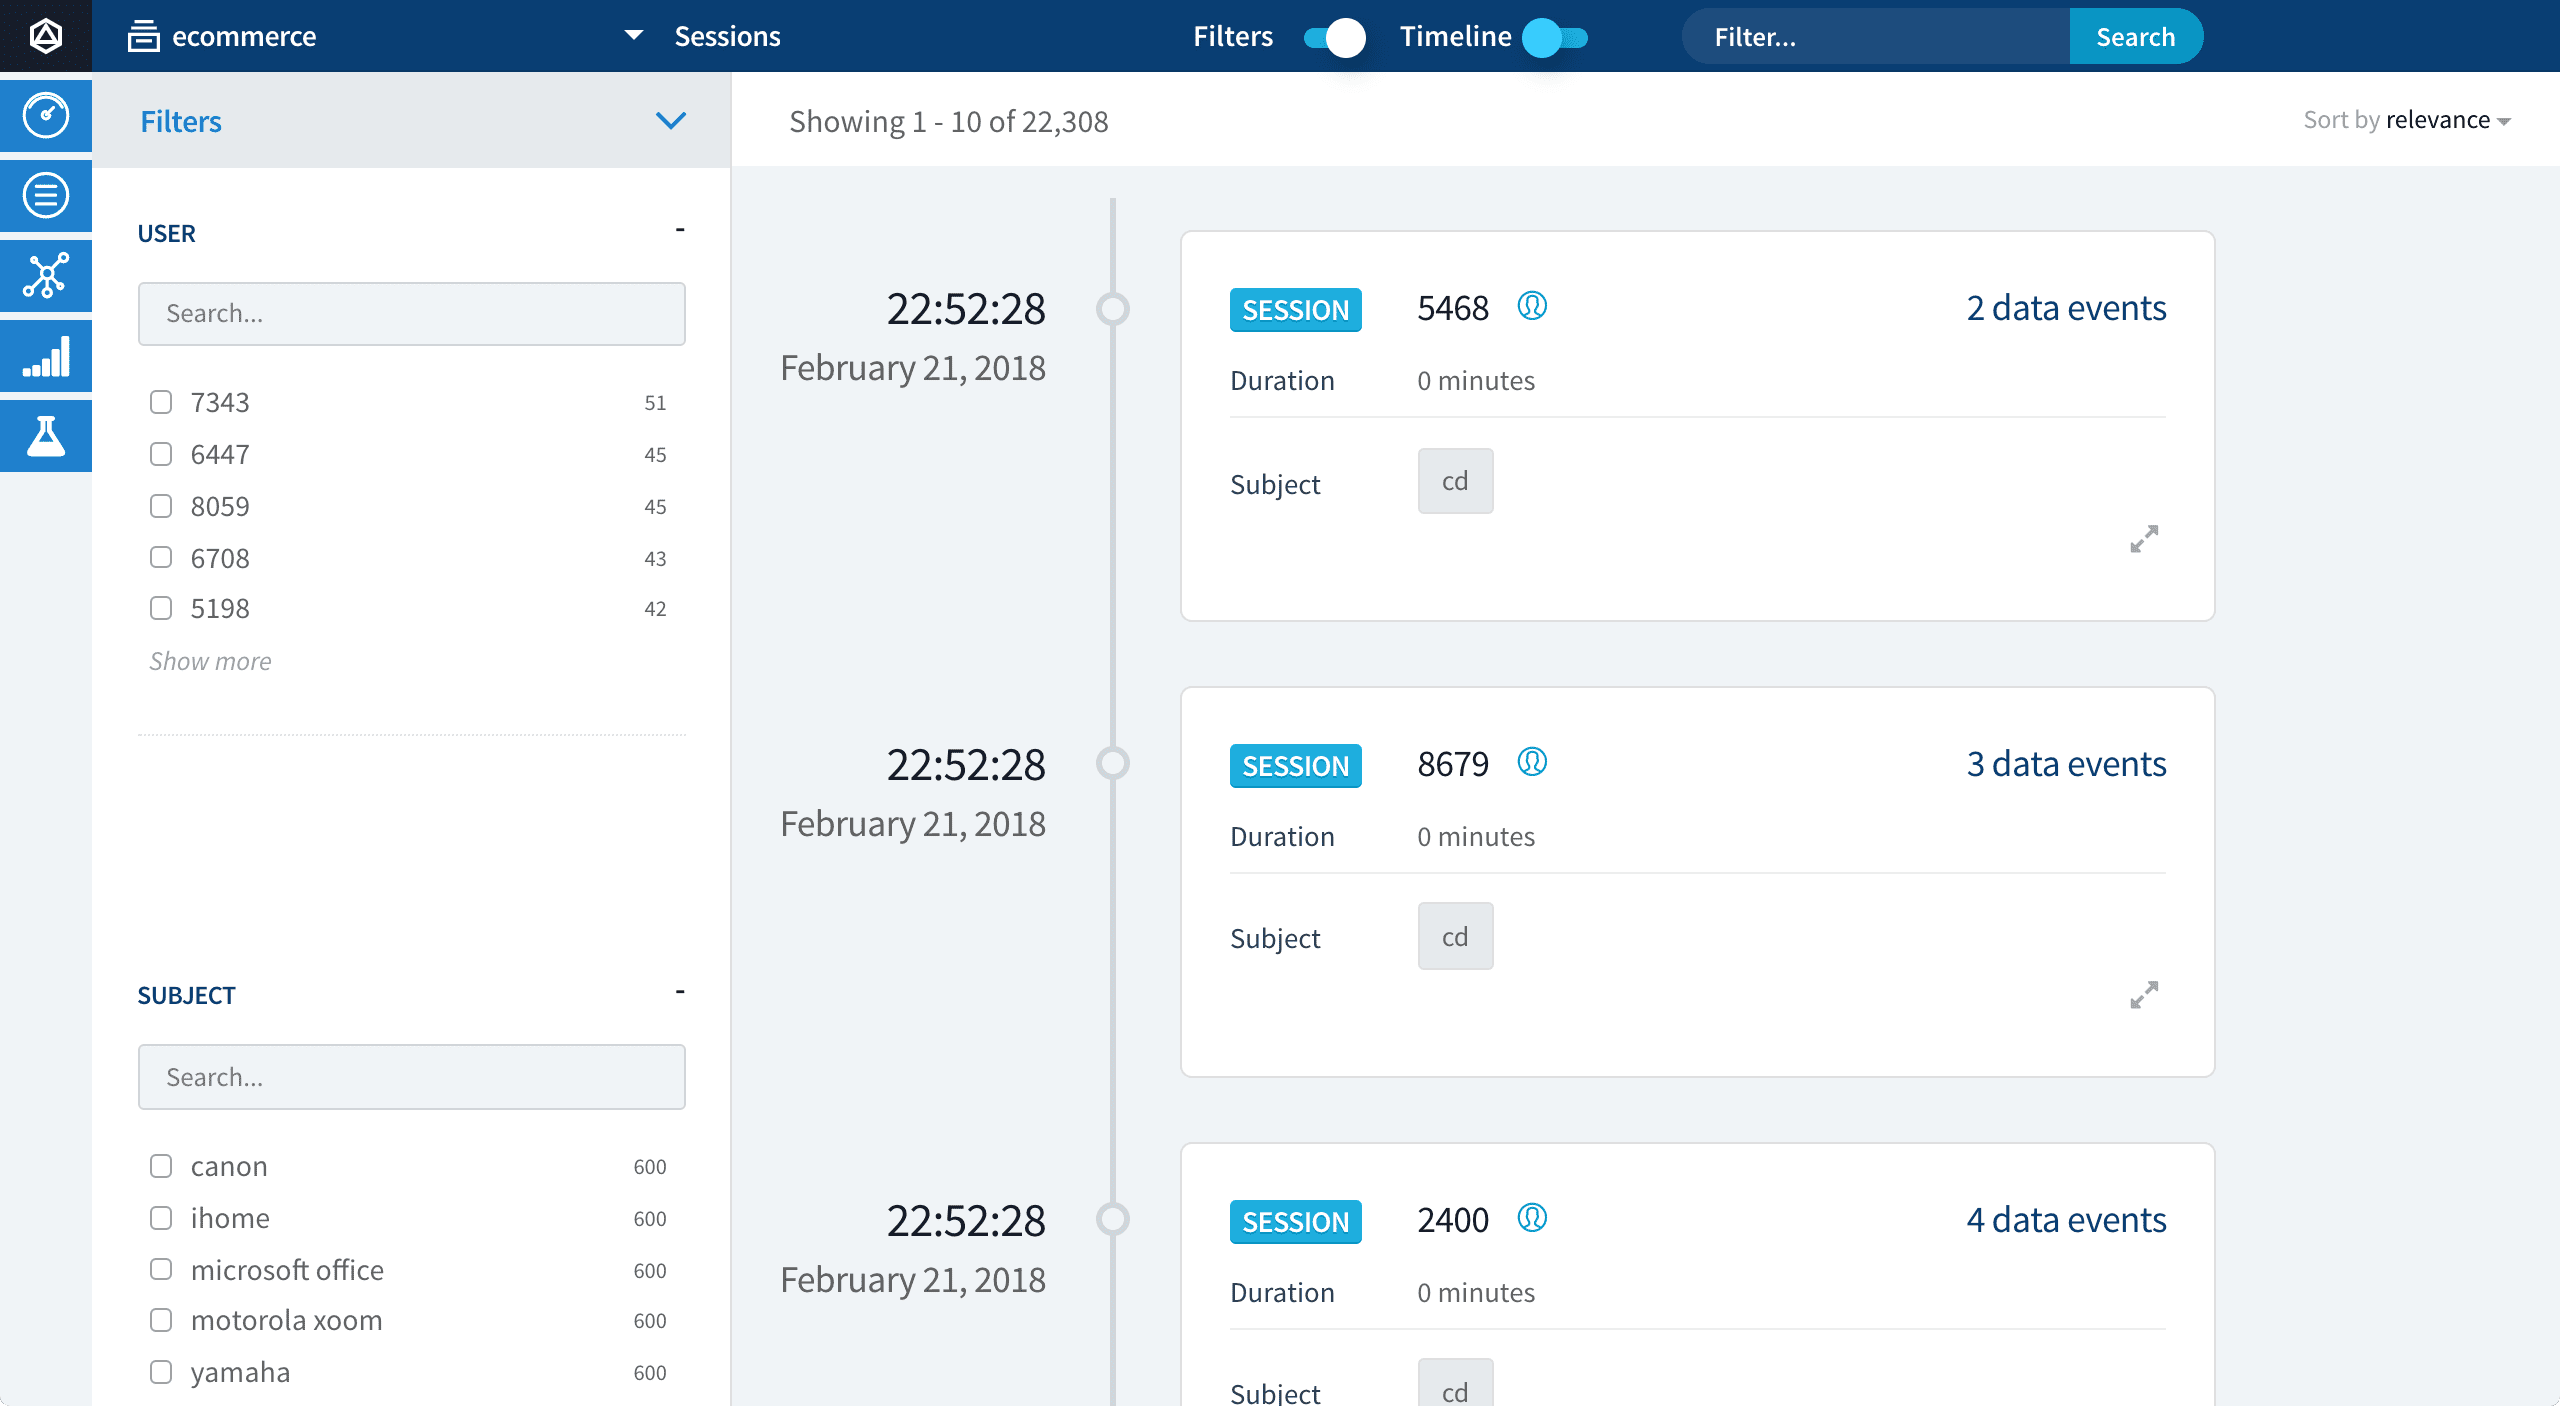 ecommerce
Sessions
Filters
Timeline
Filter...
Search
Filters
Showing 1 - 10 of 22,308
Sort by relevance
USER
-
Search...
7343 51
6447 45
8059 45
6708 43
5198 42
Show more
SUBJECT
-
Search...
canon 600
ihome 600
microsoft office 600
motorola xoom 600
yamaha 600
22:52:28
February 21, 2018
SESSION 5468 2 data events
Duration 0 minutes
Subject cd
22:52:28
February 21, 2018
SESSION 8679 3 data events
Duration 0 minutes
Subject cd
22:52:28
February 21, 2018
SESSION 2400 4 data events
Duration 0 minutes
Subject cd